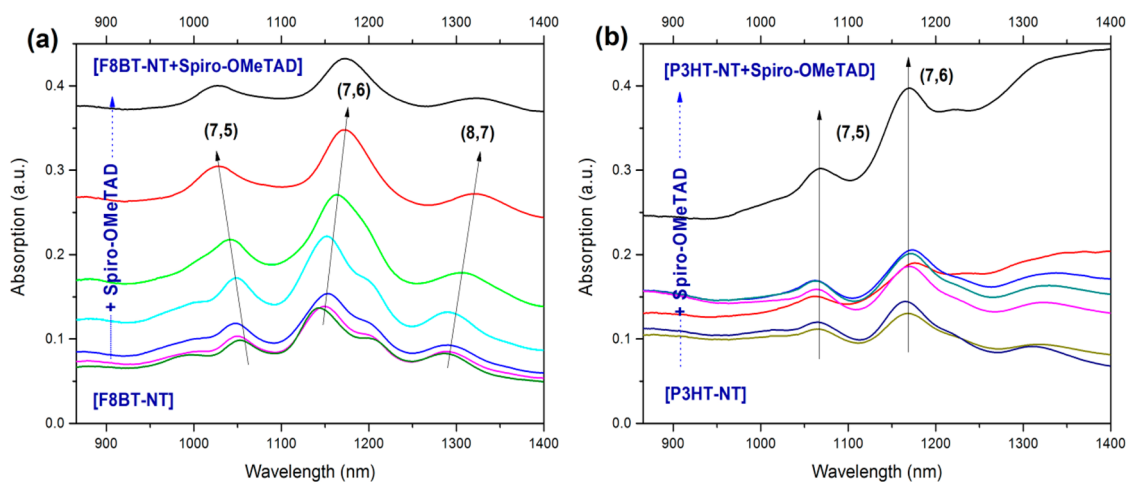 900 1000 1100 1200 1300 1400
(a)
[F8BT-NT+Spiro-OMeTAD]
(7,5)
(7,6)
(8,7)
+ Spiro-OMeTAD
[F8BT-NT]
Absorption (a.u.)
0.4
0.3
0.2
0.1
0.0
900 1000 1100 1200 1300 1400
Wavelength (nm)
900 1000 1100 1200 1300 1400
(b)
[P3HT-NT+Spiro-OMeTAD]
(7,5)
(7,6)
+ Spiro-OMeTAD
[P3HT-NT]
Absorption (a.u.)
0.4
0.3
0.2
0.1
0.0
900 1000 1100 1200 1300 1400
Wavelength (nm)